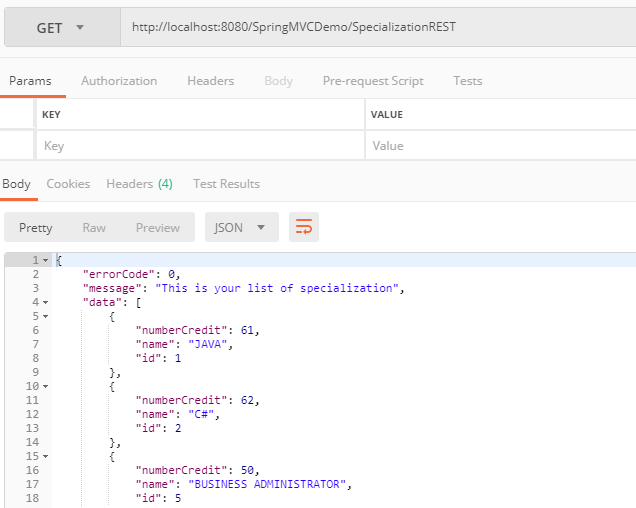 GET http://localhost:8080/SpringMVCDemo/SpecializationREST
Params Authorization Headers Body Pre-request Script Tests
KEY VALUE
Key Value
Body Cookies Headers (4) Test Results
Pretty Raw Preview JSON
1 {
2 "errorCode": 0,
3 "message": "This is your list of specialization",
4 "data": [
5 {
6 "numberCredit": 61,
7 "name": "JAVA",
8 "id": 1
9 },
10 {
11 "numberCredit": 62,
12 "name": "C#",
13 "id": 2
14 },
15 {
16 "numberCredit": 50,
17 "name": "BUSINESS ADMINISTRATOR",
18 "id": 5